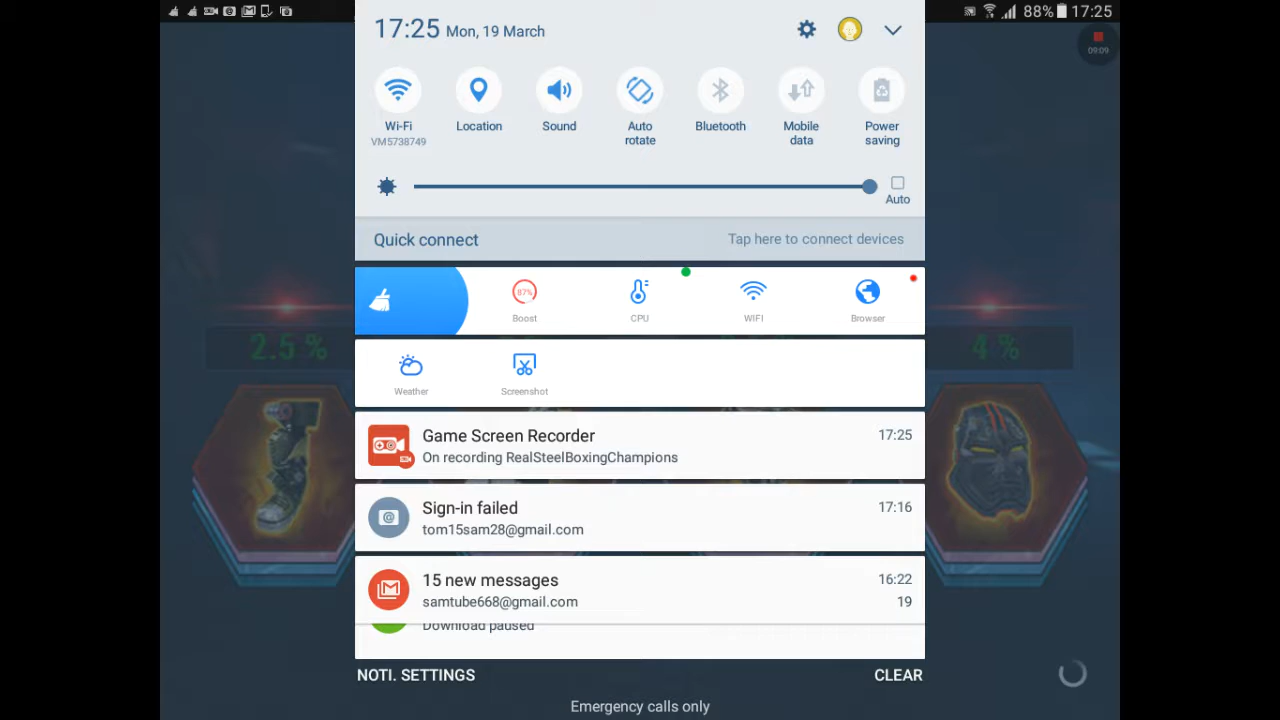 88% 17:25
17:25 Mon, 19 March
09:09
Wi-Fi
VM5738749
Location
Sound
Auto
rotate
Bluetooth
Mobile
data
Power
saving
Auto
Quick connect
Tap here to connect devices
87%
Boost
CPU
WIFI
Browser
2.5 %
4 %
Weather
Screenshot
Game Screen Recorder
17:25
On recording RealSteelBoxingChampions
Sign-in failed
17:16
tom15sam28@gmail.com
15 new messages
16:22
samtube668@gmail.com
19
Download paused
NOTI. SETTINGS
CLEAR
Emergency calls only